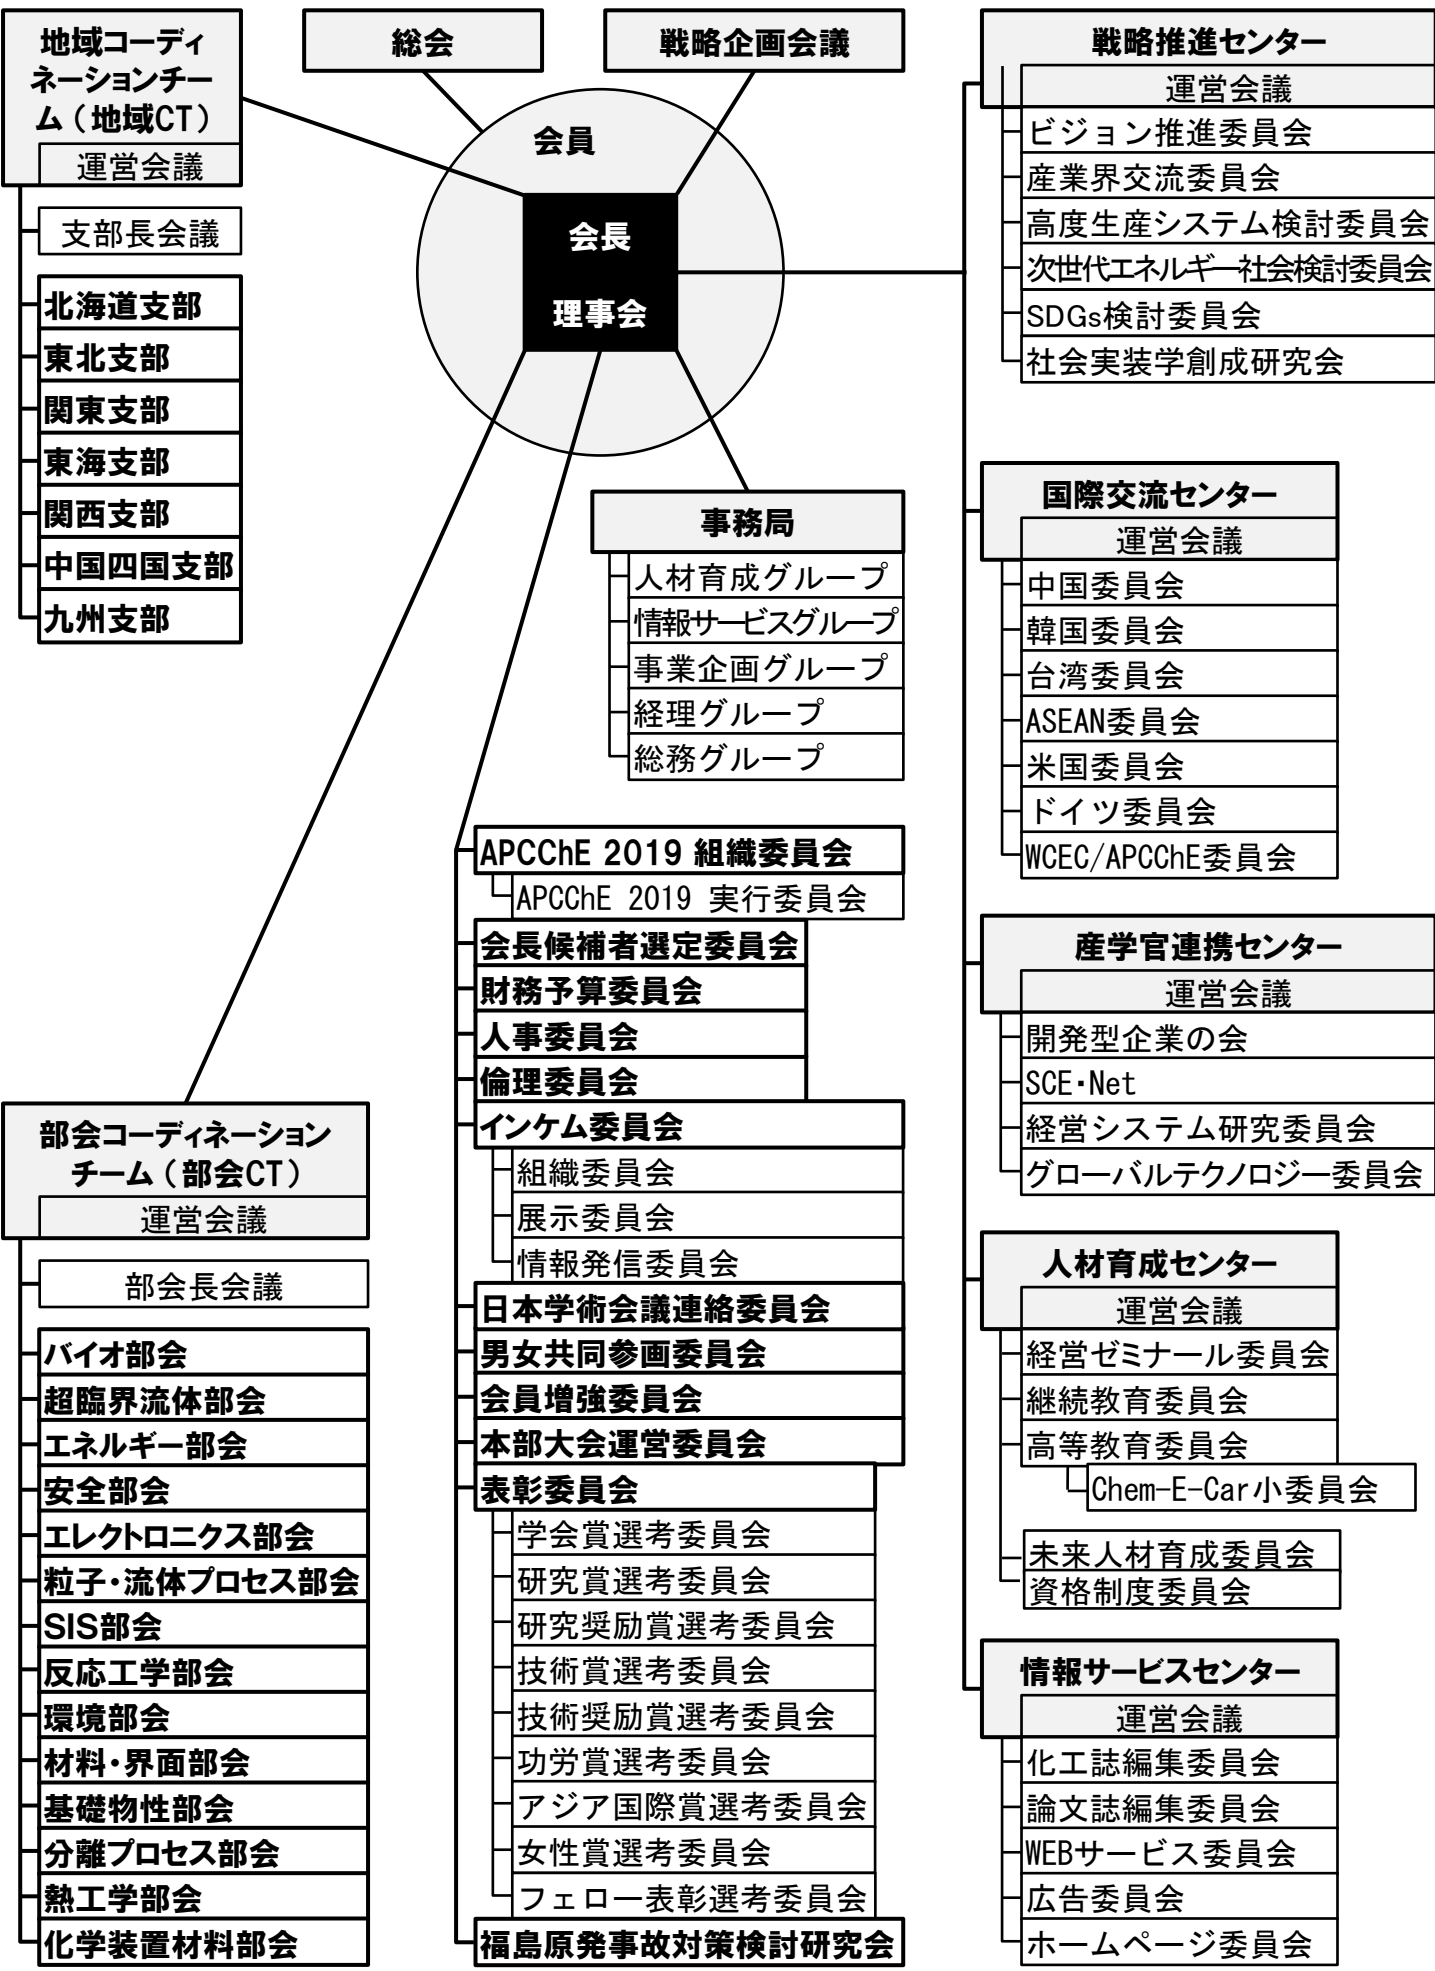 地域コーディ
ネーションチー
ム（地域CT）
運営会議
支部長会議
北海道支部
東北支部
関東支部
東海支部
関西支部
中国四国支部
九州支部
総会
戦略企画会議
会員
会長
理事会
事務局
人材育成グループ
情報サービスグループ
事業企画グループ
経理グループ
総務グループ
部会コーディネーション
チーム（部会CT）
運営会議
部会長会議
バイオ部会
超臨界流体部会
エネルギー部会
安全部会
エレクトロニクス部会
粒子・流体プロセス部会
SIS部会
反応工学部会
環境部会
材料・界面部会
基礎物性部会
分離プロセス部会
熱工学部会
化学装置材料部会
APCChE 2019 組織委員会
APCChE 2019 実行委員会
会長候補者選定委員会
財務予算委員会
人事委員会
倫理委員会
インケム委員会
組織委員会
展示委員会
情報発信委員会
日本学術会議連絡委員会
男女共同参画委員会
会員増強委員会
本部大会運営委員会
表彰委員会
学会賞選考委員会
研究賞選考委員会
研究奨励賞選考委員会
技術賞選考委員会
技術奨励賞選考委員会
功労賞選考委員会
アジア国際賞選考委員会
女性賞選考委員会
フェロー表彰選考委員会
福島原発事故対策検討研究会
戦略推進センター
運営会議
ビジョン推進委員会
産業界交流委員会
高度生産システム検討委員会
次世代エネルギー社会検討委員会
SDGs検討委員会
社会実装学創成研究会
国際交流センター
運営会議
中国委員会
韓国委員会
台湾委員会
ASEAN委員会
米国委員会
ドイツ委員会
WCEC/APCChE委員会
産学官連携センター
運営会議
開発型企業の会
SCE・Net
経営システム研究委員会
グローバルテクノロジー委員会
人材育成センター
運営会議
経営ゼミナール委員会
継続教育委員会
高等教育委員会
Chem-E-Car小委員会
未来人材育成委員会
資格制度委員会
情報サービスセンター
運営会議
化工誌編集委員会
論文誌編集委員会
WEBサービス委員会
広告委員会
ホームページ委員会